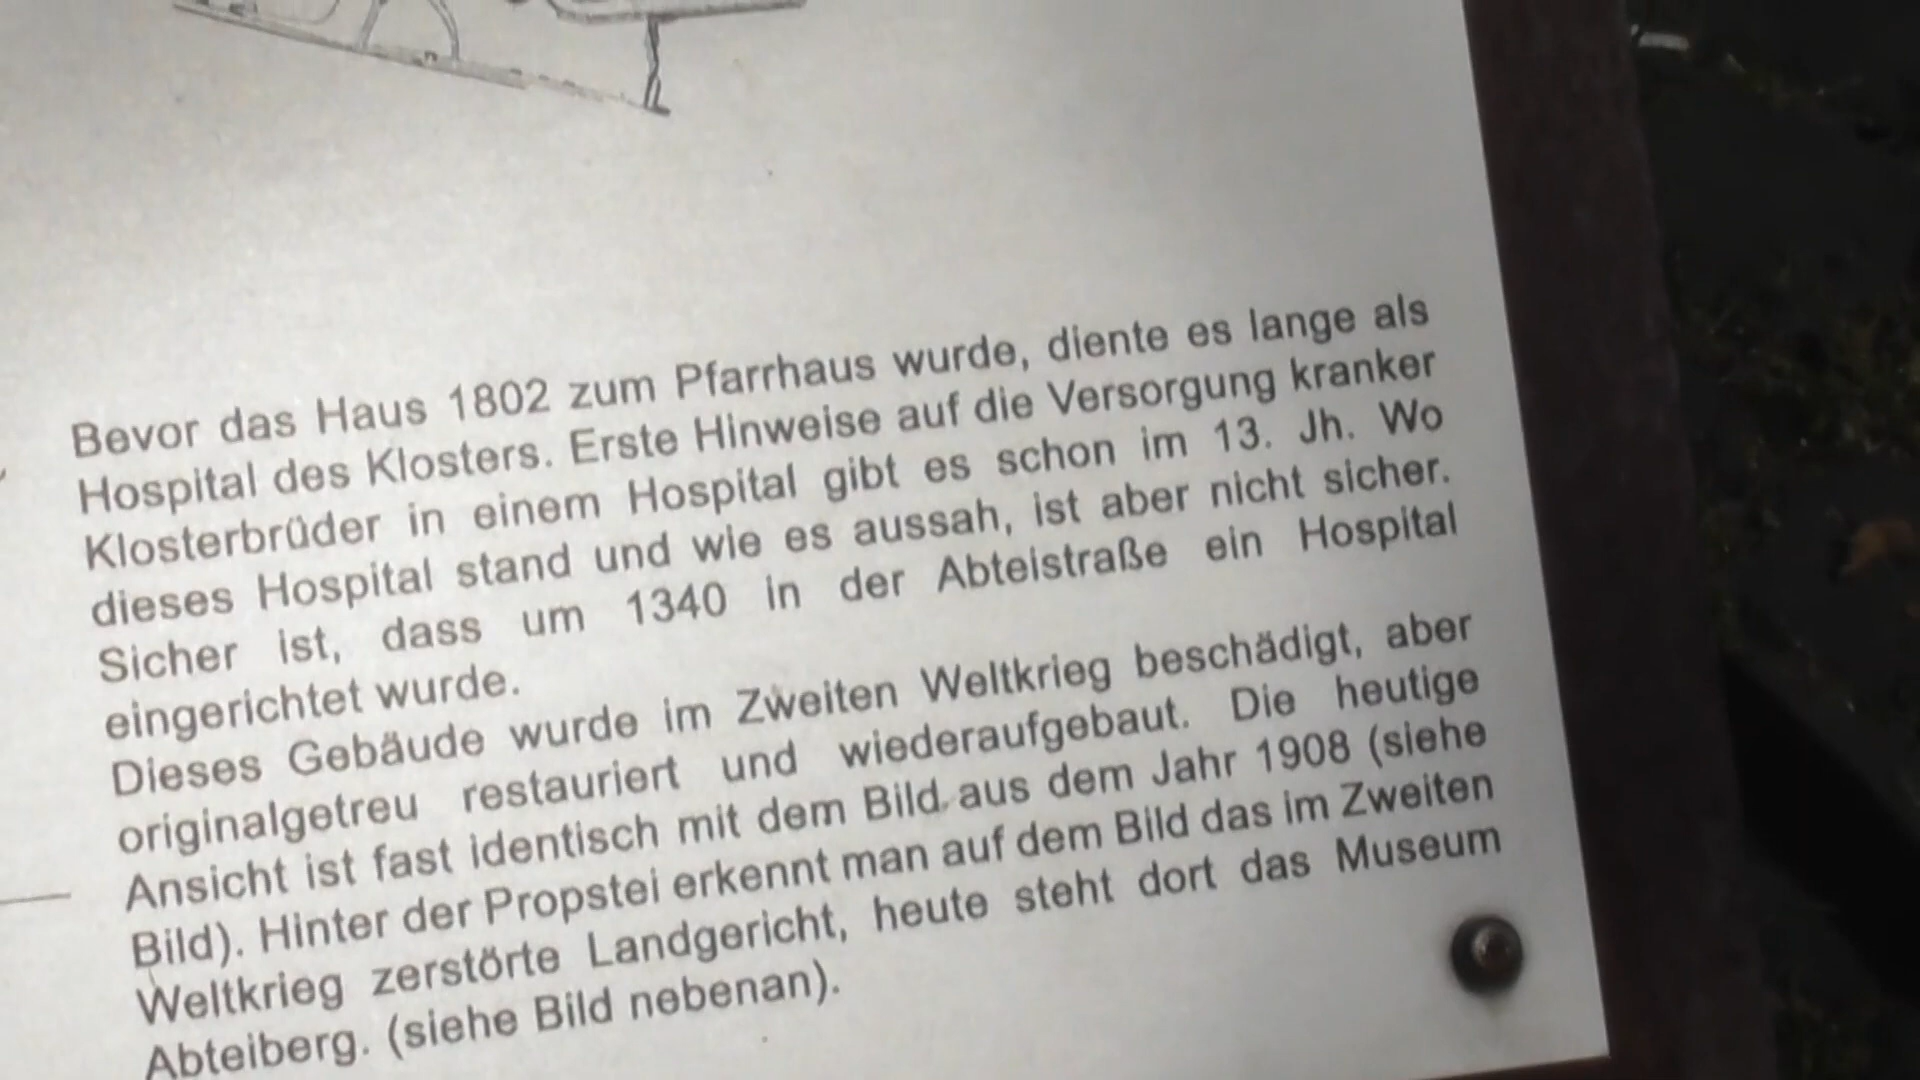 Bevor das Haus 1802 zum Pfarrhaus wurde, diente es lange als
Hospital des Klosters. Erste Hinweise auf die Versorgung kranker
Klosterbrüder in einem Hospital gibt es schon im 13. Jh. Wo
dieses Hospital stand und wie es aussah, ist aber nicht sicher.
Sicher ist, dass um 1340 in der Abteistraße ein Hospital
eingerichtet wurde.
Dieses Gebäude wurde im Zweiten Weltkrieg beschädigt, aber
originalgetreu restauriert und wiederaufgebaut. Die heutige
Ansicht ist fast identisch mit dem Bild aus dem Jahr 1908 (siehe
Bild). Hinter der Propstei erkennt man auf dem Bild das im Zweiten
Weltkrieg zerstörte Landgericht, heute steht dort das Museum
Abteiberg. (siehe Bild nebenan).